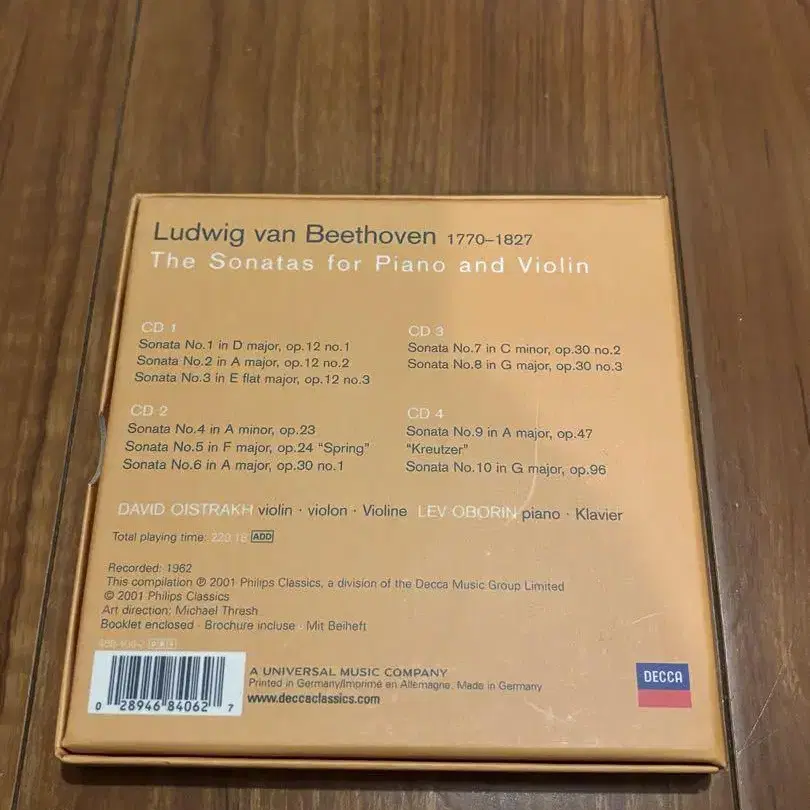 Ludwig van Beethoven 1770–1827
The Sonatas for Piano and Violin
CD 1
Sonata No.1 in D major, op.12 no.1
Sonata No.2 in A major, op.12 no.2
Sonata No.3 in E flat major, op.12 no.3
CD 2
Sonata No.4 in A minor, op.23
Sonata No.5 in F major, op.24 “Spring”
Sonata No.6 in A major, op.30 no.1
CD 3
Sonata No.7 in C minor, op.30 no.2
Sonata No.8 in G major, op.30 no.3
CD 4
Sonata No.9 in A major, op.47
“Kreutzer”
Sonata No.10 in G major, op.96
DAVID OISTRAKH violin · violon · Violine LEV OBORIN piano · Klavier
Total playing time: ADD
Recorded: 1962
This compilation ℗ 2001 Philips Classics, a division of the Decca Music Group Limited
© 2001 Philips Classics
Art direction: Michael Thrash
Booklet enclosed · Brochure incluse · Mit Beiheft
0 28946 84062 7
A UNIVERSAL MUSIC COMPANY
Printed in Germany/Imprimé en Allemagne. Made in Germany
www.deccaclassics.com
DECCA